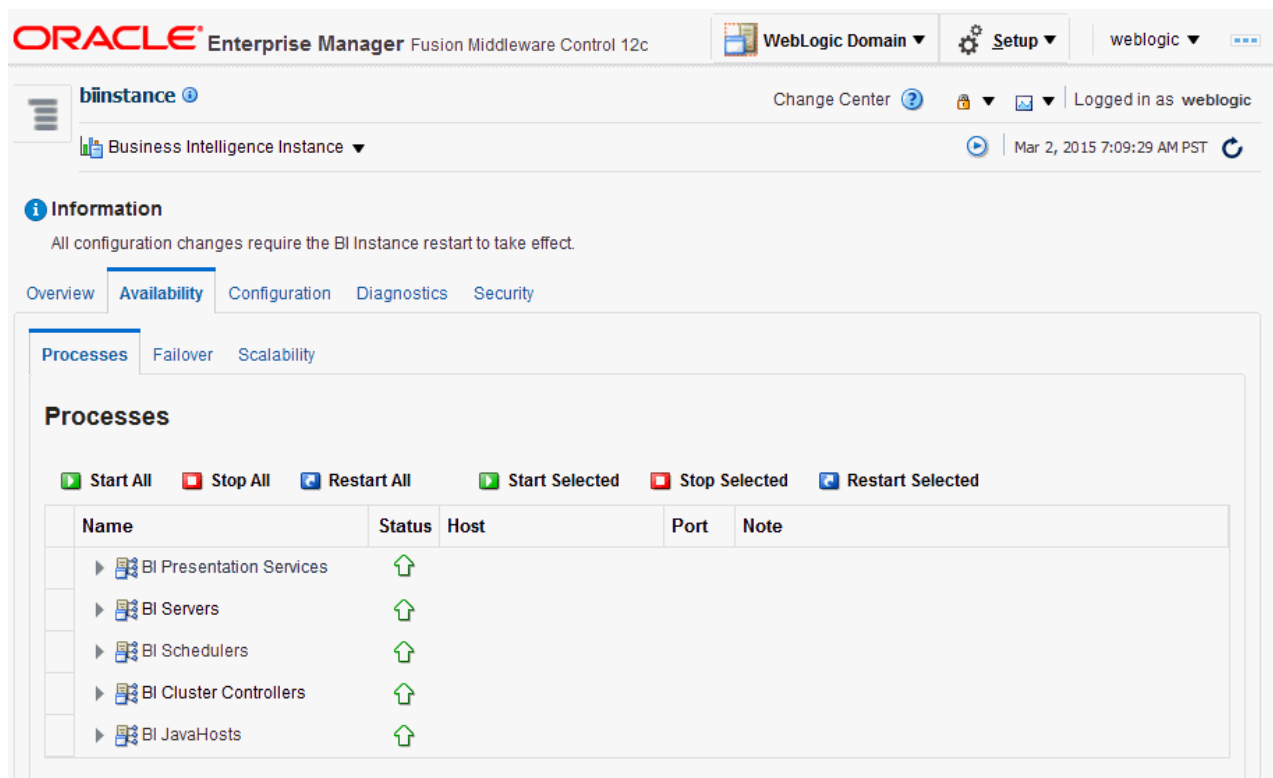 ORACLE Enterprise Manager Fusion Middleware Control 12c WebLogic Domain Setup weblogic
biinstance Change Center Logged in as weblogic
Business Intelligence Instance Mar 2, 2015 7:09:29 AM PST
Information
All configuration changes require the BI Instance restart to take effect.
Overview Availability Configuration Diagnostics Security
Processes Failover Scalability
Processes
Start All Stop All Restart All Start Selected Stop Selected Restart Selected
Name Status Host Port Note
BI Presentation Services
BI Servers
BI Schedulers
BI Cluster Controllers
BI JavaHosts